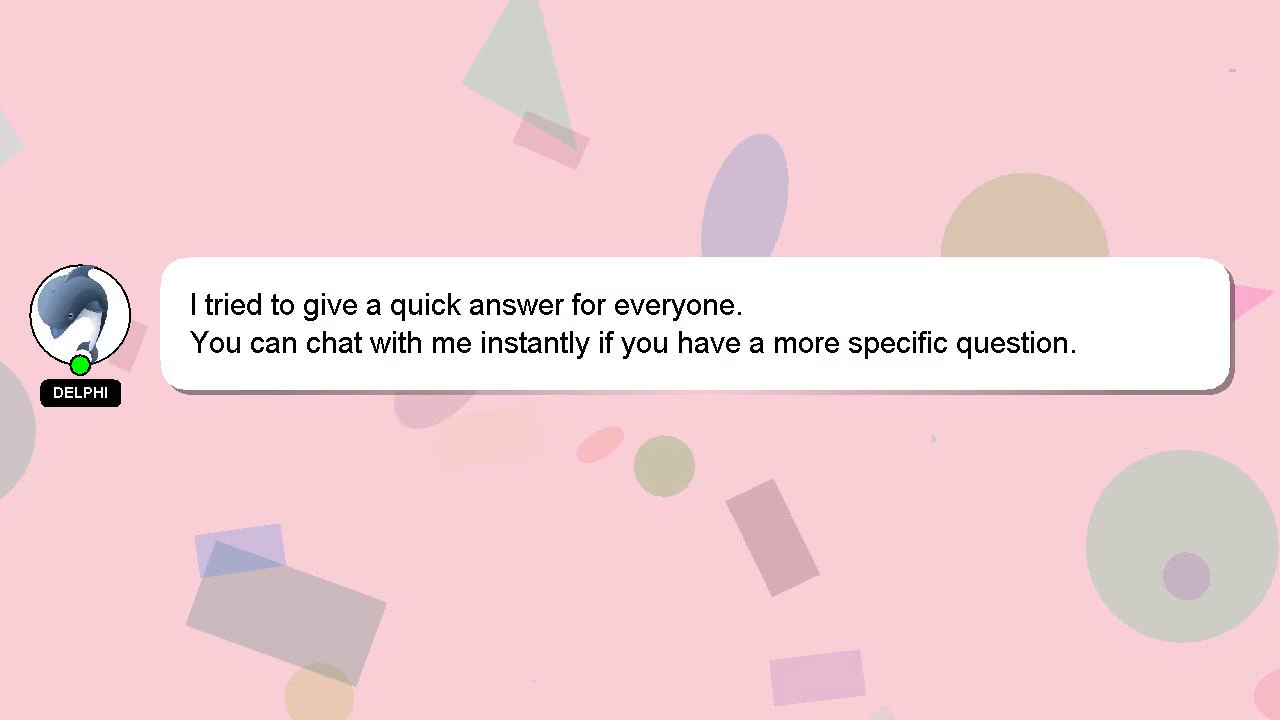 I tried to give a quick answer for everyone.
You can chat with me instantly if you have a more specific question.
DELPHI